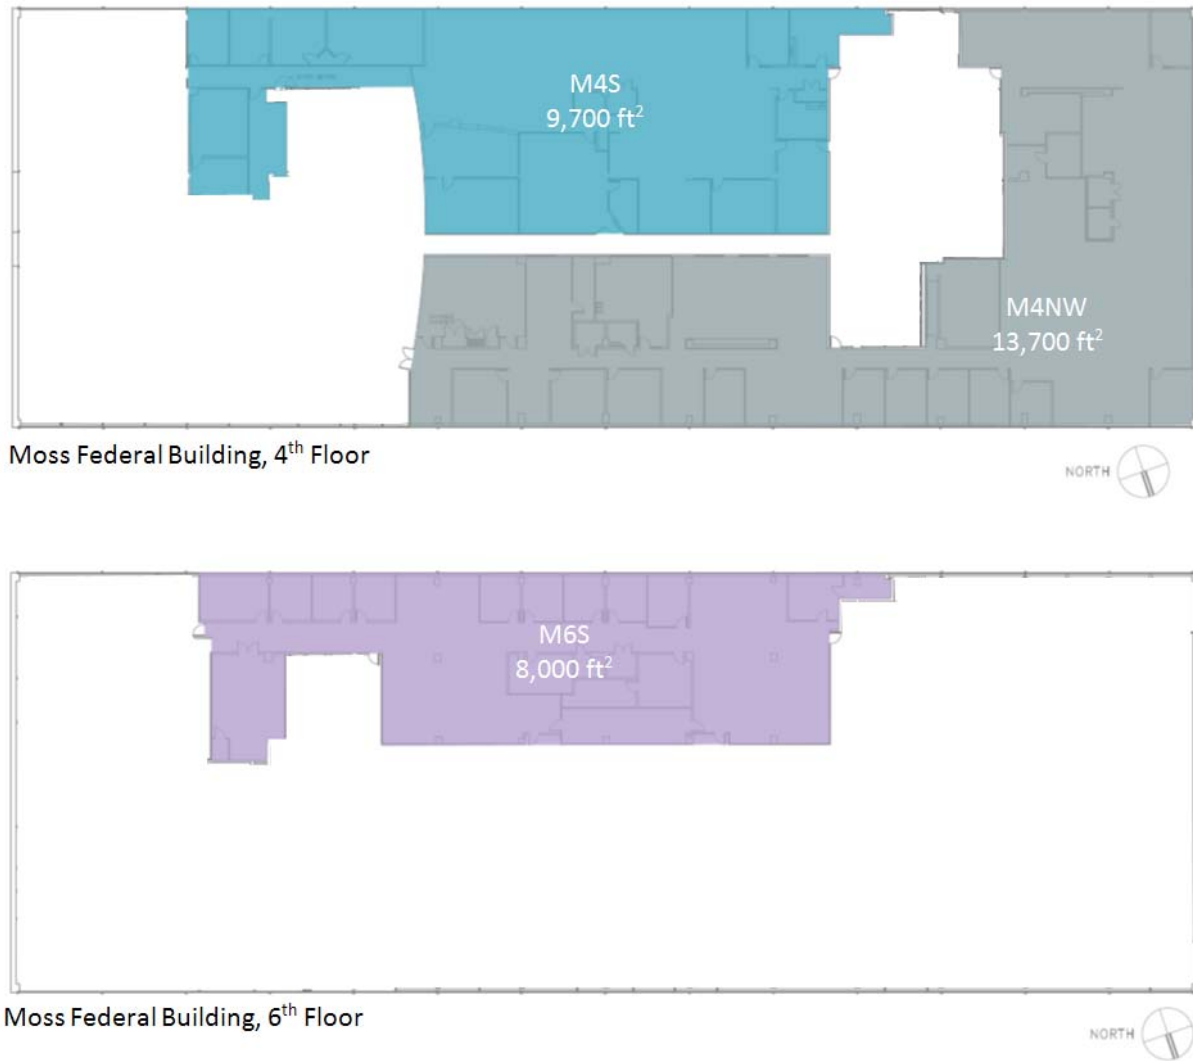 M4S
9,700 ft²
M4NW
13,700 ft²
Moss Federal Building, 4th Floor
NORTH
M6S
8,000 ft²
Moss Federal Building, 6th Floor
NORTH